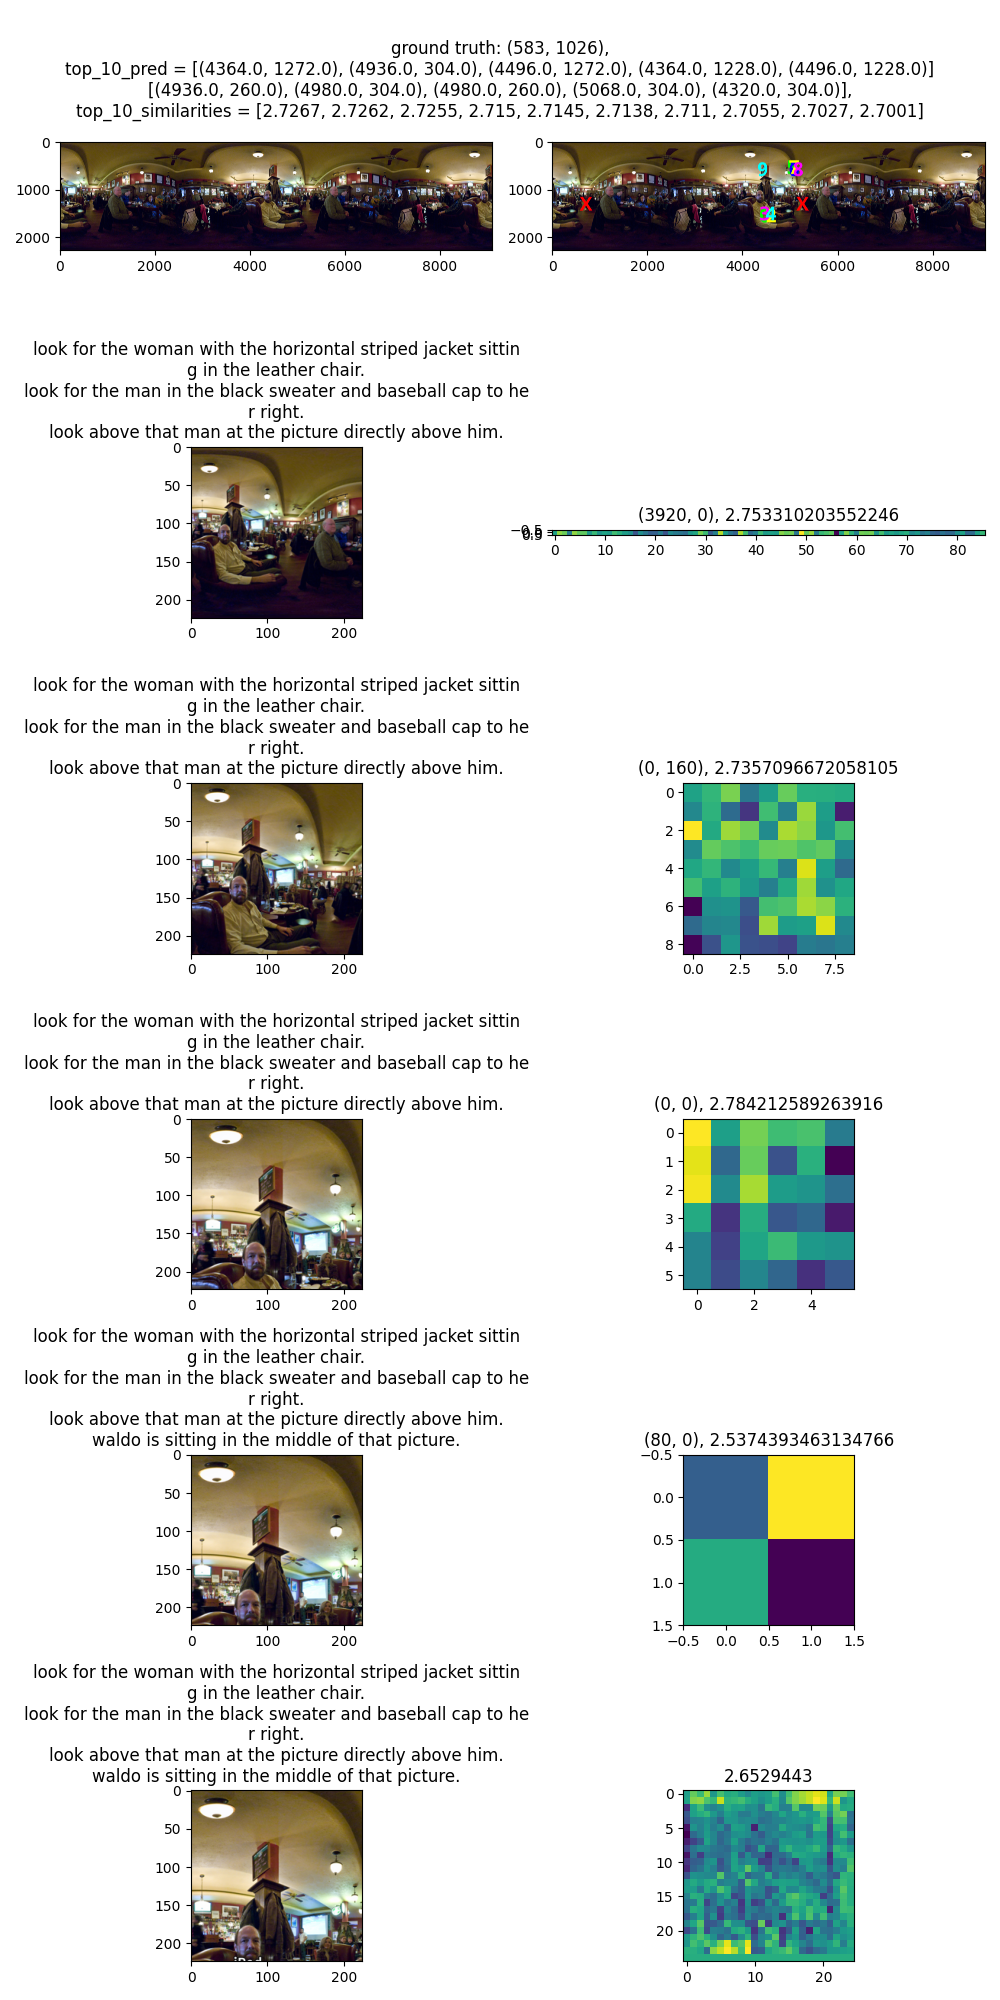 ground truth: (583, 1026),
top_10_pred = [(4364.0, 1272.0), (4936.0, 304.0), (4496.0, 1272.0), (4364.0, 1228.0), (4496.0, 1228.0)]
[(4936.0, 260.0), (4980.0, 304.0), (4980.0, 260.0), (5068.0, 304.0), (4320.0, 304.0)],
top_10_similarities = [2.7267, 2.7262, 2.7255, 2.715, 2.7145, 2.7138, 2.711, 2.7055, 2.7027, 2.7001]
0
1000
2000
0 2000 4000 6000 8000
0
1000
2000
9
X X
4
0 2000 4000 6000 8000
look for the woman with the horizontal striped jacket sittin
g in the leather chair.
look for the man in the black sweater and baseball cap to he
r right.
look above that man at the picture directly above him.
0
50
100
150
200
0 100 200
(3920, 0), 2.753310203552246
−0.5
0.5
0 10 20 30 40 50 60 70 80
look for the woman with the horizontal striped jacket sittin
g in the leather chair.
look for the man in the black sweater and baseball cap to he
r right.
look above that man at the picture directly above him.
0
50
100
150
200
0 100 200
(0, 160), 2.7357096672058105
0
2
4
6
8
0.0 2.5 5.0 7.5
look for the woman with the horizontal striped jacket sittin
g in the leather chair.
look for the man in the black sweater and baseball cap to he
r right.
look above that man at the picture directly above him.
0
50
100
150
200
0 100 200
(0, 0), 2.784212589263916
0
1
2
3
4
5
0 2 4
look for the woman with the horizontal striped jacket sittin
g in the leather chair.
look for the man in the black sweater and baseball cap to he
r right.
look above that man at the picture directly above him.
waldo is sitting in the middle of that picture.
0
50
100
150
200
0 100 200
(80, 0), 2.5374393463134766
−0.5
0.0
0.5
1.0
1.5
−0.5 0.0 0.5 1.0 1.5
look for the woman with the horizontal striped jacket sittin
g in the leather chair.
look for the man in the black sweater and baseball cap to he
r right.
look above that man at the picture directly above him.
waldo is sitting in the middle of that picture.
0
50
100
150
200
0 100 200
2.6529443
0
5
10
15
20
0 10 20